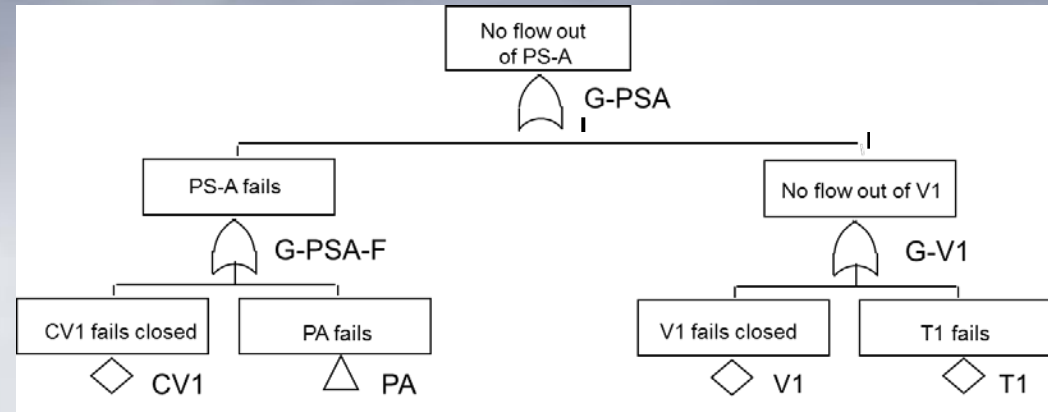 No flow out
of PS-A
G-PSA
PS-A fails
No flow out of V1
G-PSA-F
G-V1
CV1 fails closed
PA fails
V1 fails closed
T1 fails
CV1
PA
V1
T1